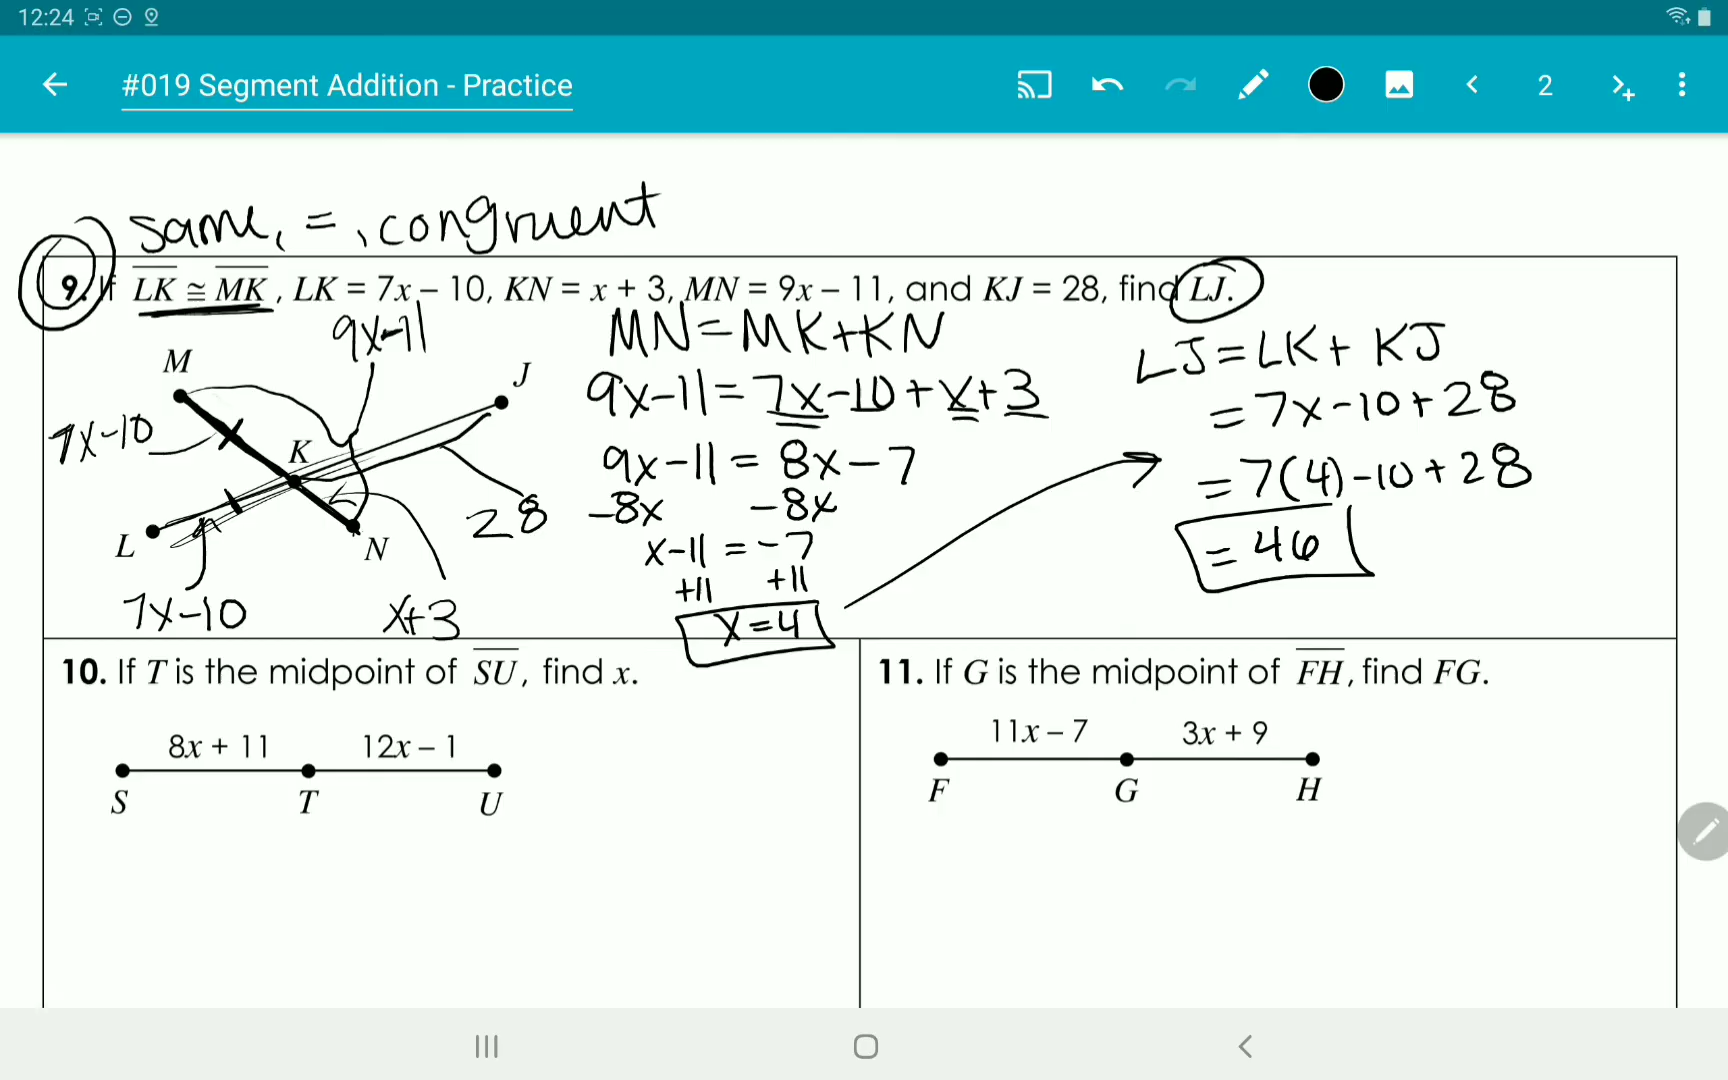 12:24
#019 Segment Addition - Practice
2
same, =, congruent
9. If LK ≅ MK, LK = 7x – 10, KN = x + 3, MN = 9x – 11, and KJ = 28, find LJ.
9x-11
M
J
7x-10
K
L
N
28
7x-10
x+3
MN=MK+KN
9x-11=7x-10+x+3
9x-11=8x-7
-8x -8x
x-11=-7
+11 +11
x=4
LJ=LK+KJ
=7x-10+28
=7(4)-10+28
=46
10. If T is the midpoint of SU, find x.
8x + 11 12x – 1
S T U
11. If G is the midpoint of FH, find FG.
11x – 7 3x + 9
F G H